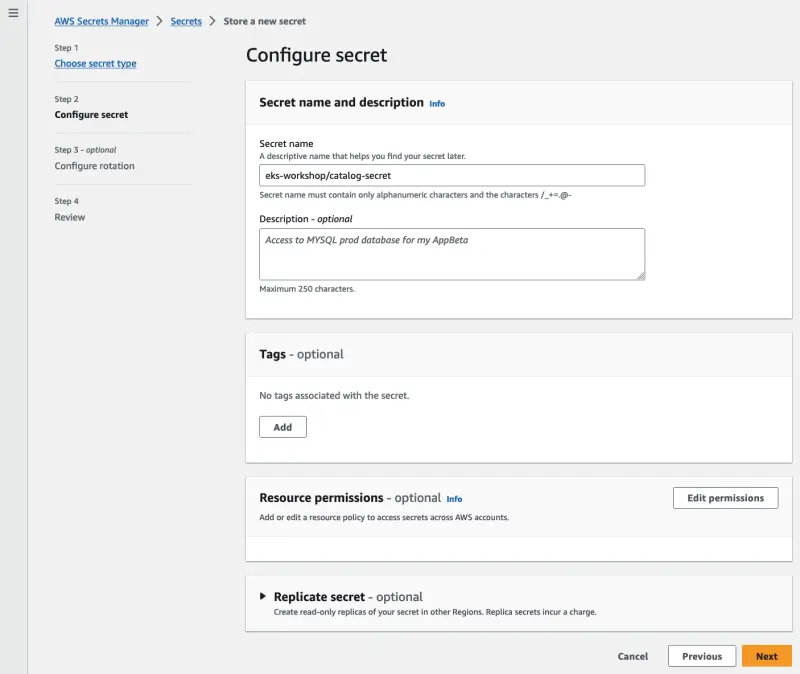 AWS Secrets Manager > Secrets > Store a new secret
Step 1
Choose secret type
Step 2
Configure secret
Step 3 - optional
Configure rotation
Step 4
Review
Configure secret
Secret name and description Info
Secret name
A descriptive name that helps you find your secret later.
eks-workshop/catalog-secret
Secret name must contain only alphanumeric characters and the characters /_+=.@-
Description - optional
Access to MYSQL prod database for my AppBeta
Maximum 250 characters.
Tags - optional
No tags associated with the secret.
Add
Resource permissions - optional Info
Edit permissions
Add or edit a resource policy to access secrets across AWS accounts.
Replicate secret - optional
Create read-only replicas of your secret in other Regions. Replica secrets incur a charge.
Cancel Previous Next